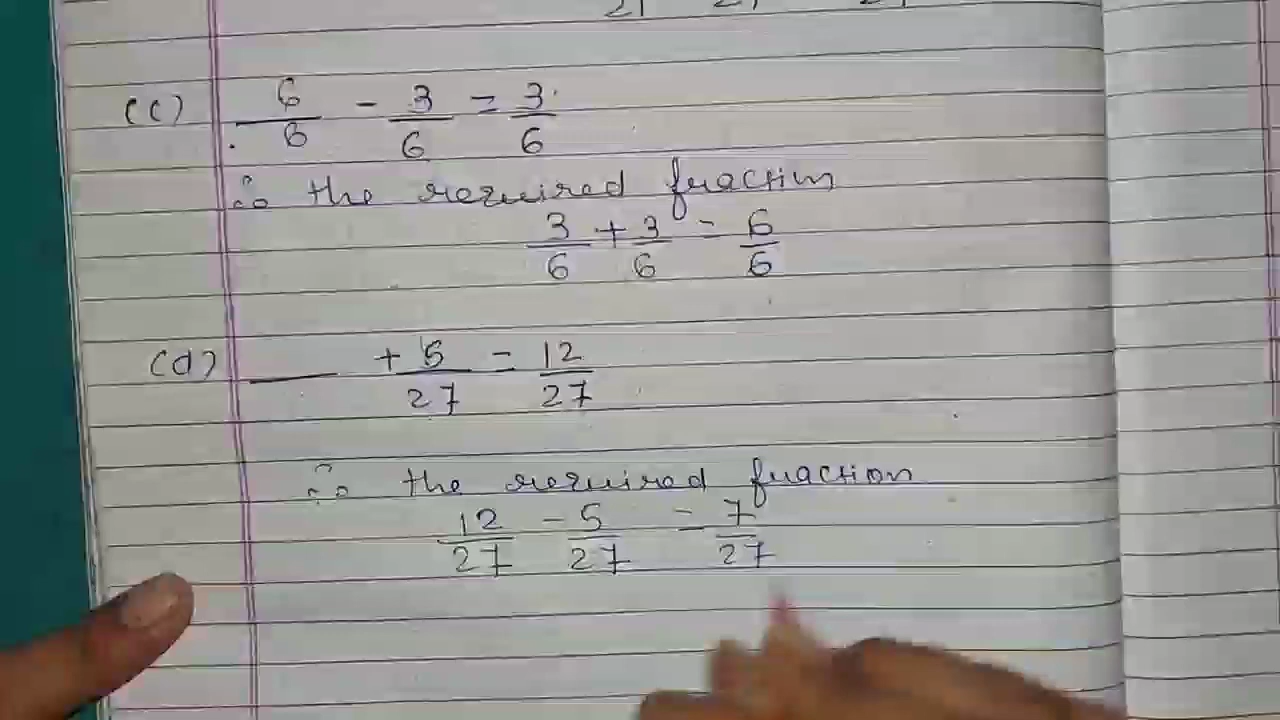 (c) 6/6 - 3/6 = 3/6
∴ the required fraction
3/6 + 3/6 = 6/6
(d) ___ + 5/27 = 12/27
∴ the required fraction
12/27 - 5/27 = 7/27